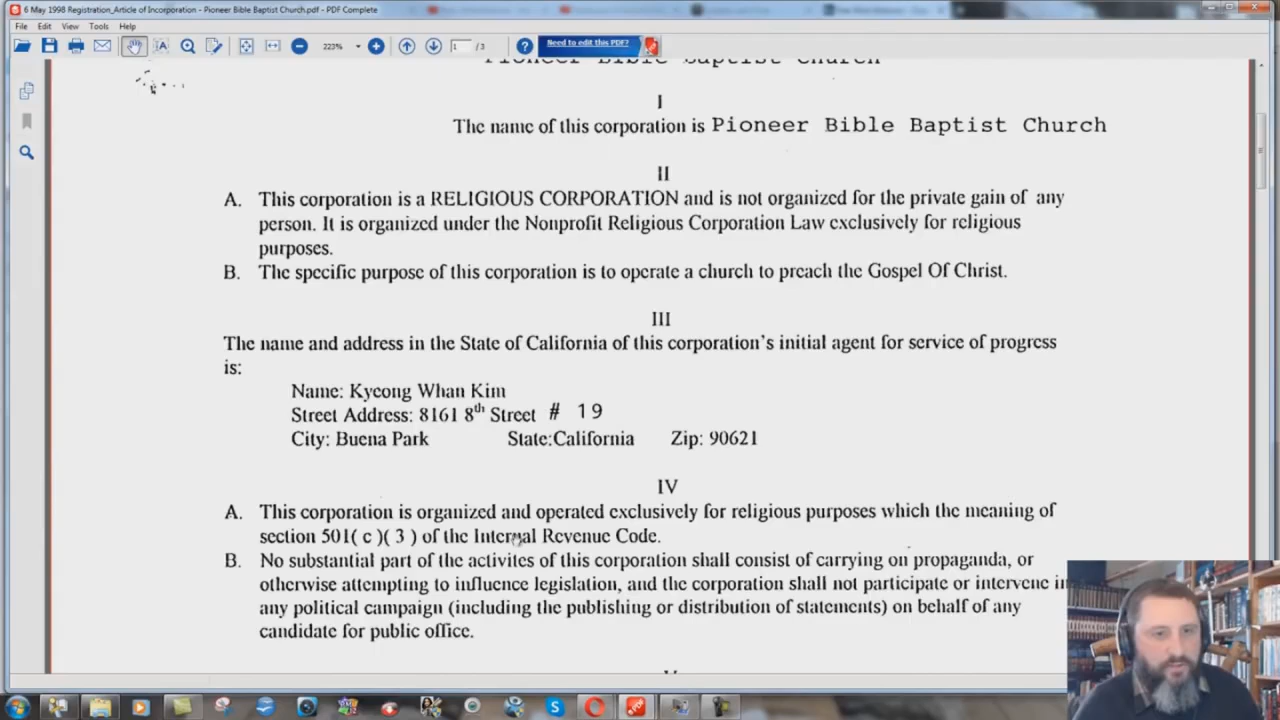 6 May 1998 Registration_Article of Incorporation - Pioneer Bible Baptist Church.pdf - PDF Complete
File Edit View Tools Help
223% 1 / 3 Need to edit this PDF?
Pioneer Bible Baptist Church
I
The name of this corporation is Pioneer Bible Baptist Church
II
A. This corporation is a RELIGIOUS CORPORATION and is not organized for the private gain of any
person. It is organized under the Nonprofit Religious Corporation Law exclusively for religious
purposes.
B. The specific purpose of this corporation is to operate a church to preach the Gospel Of Christ.
III
The name and address in the State of California of this corporation's initial agent for service of progress
is:
Name: Kyeong Whan Kim
Street Address: 8161 8th Street # 19
City: Buena Park State:California Zip: 90621
IV
A. This corporation is organized and operated exclusively for religious purposes which the meaning of
section 501( c )( 3 ) of the Internal Revenue Code.
B. No substantial part of the activites of this corporation shall consist of carrying on propaganda, or
otherwise attempting to influence legislation, and the corporation shall not participate or intervene in
any political campaign (including the publishing or distribution of statements) on behalf of any
candidate for public office.